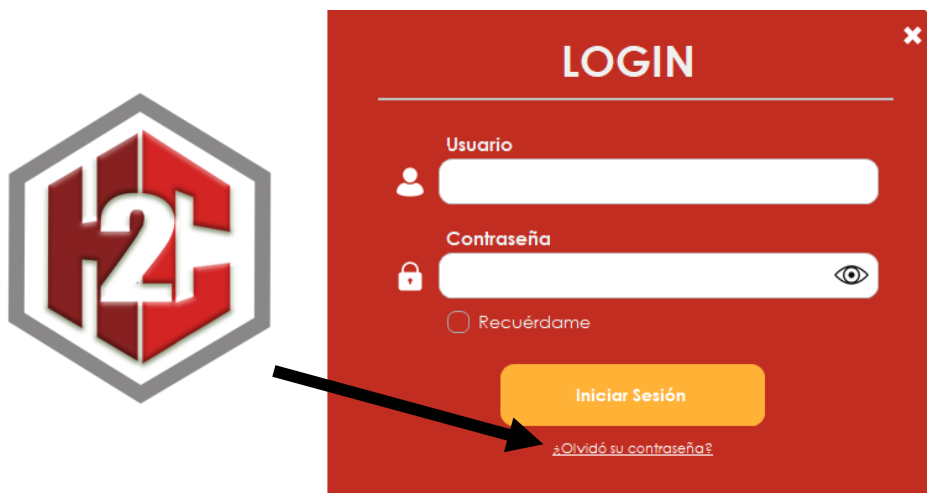 H2C
LOGIN
Usuario
Contraseña
Recuérdame
Iniciar Sesión
¿Olvidó su contraseña?